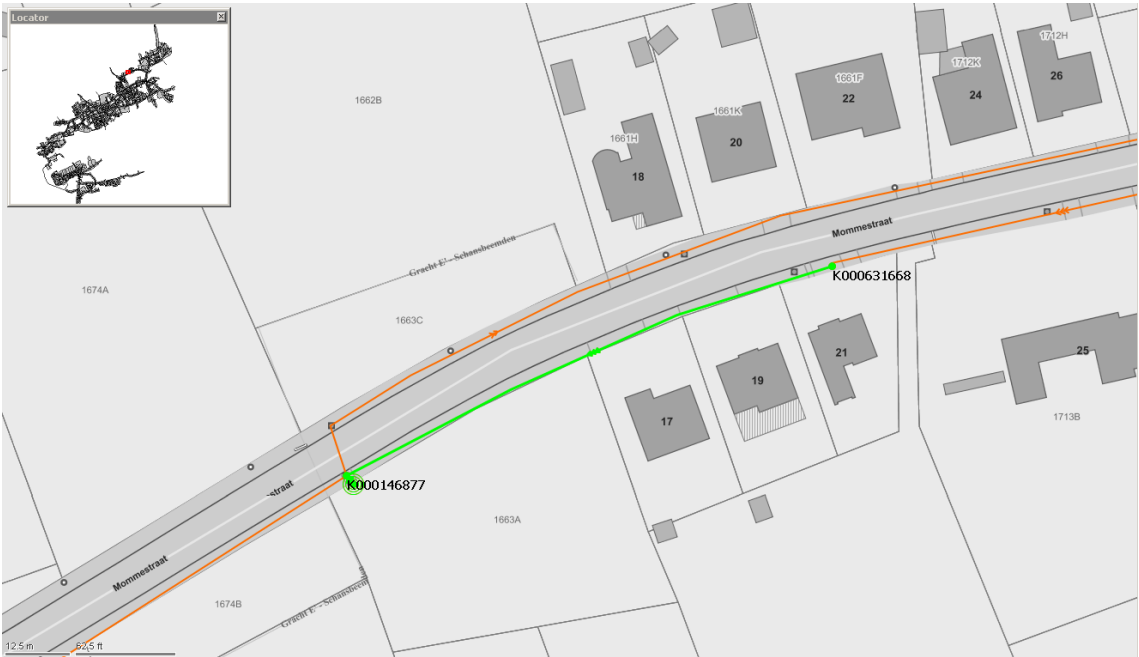 Locator
1712H
1712K
26
1661F
24
22
1662B
1661K
20
1661H
18
Mommestraat
Gracht E' - Schansbeemden
K000631668
1674A
1663C
21
25
19
1713B
17
K000146877
straat
1663A
Mommestraat
1674B
12.5 m 62.5 ft